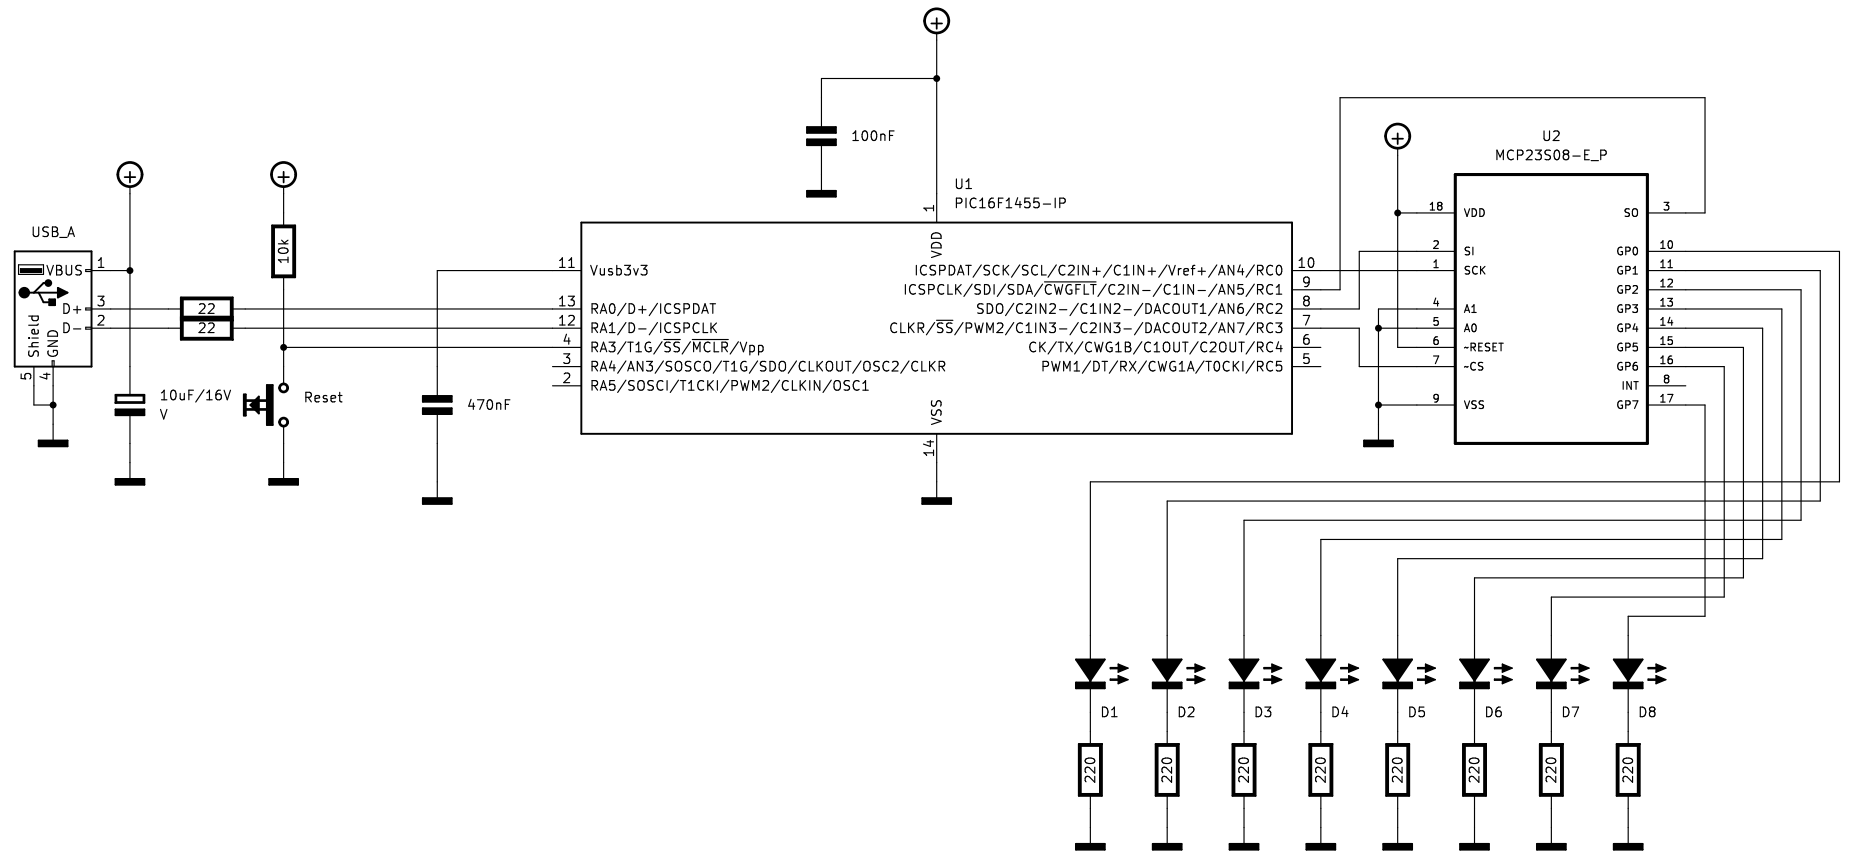 USB_A
VBUS 1
D+ 3
D- 2
Shield
GND
5
4
22
22
10k
10uF/16V
V
Reset
470nF
100nF
U1
PIC16F1455-IP
1
VDD
11 Vusb3v3
13 RA0/D+/ICSPDAT
12 RA1/D-/ICSPCLK
4 RA3/T1G/SS/MCLR/Vpp
3 RA4/AN3/SOSCO/T1G/SDO/CLKOUT/OSC2/CLKR
2 RA5/SOSCI/T1CKI/PWM2/CLKIN/OSC1
ICSPDAT/SCK/SCL/C2IN+/C1IN+/Vref+/AN4/RC0 10
ICSPCLK/SDI/SDA/CWGFLT/C2IN-/C1IN-/AN5/RC1 9
SDO/C2IN2-/C1IN2-/DACOUT1/AN6/RC2 8
CLKR/SS/PWM2/C1IN3-/C2IN3-/DACOUT2/AN7/RC3 7
CK/TX/CWG1B/C1OUT/C2OUT/RC4 6
PWM1/DT/RX/CWG1A/T0CKI/RC5 5
VSS
14
U2
MCP23S08-E_P
18 VDD
2 SI
1 SCK
4 A1
5 A0
6 ~RESET
7 ~CS
9 VSS
SO 3
GP0 10
GP1 11
GP2 12
GP3 13
GP4 14
GP5 15
GP6 16
INT 8
GP7 17
D1 D2 D3 D4 D5 D6 D7 D8
220 220 220 220 220 220 220 220